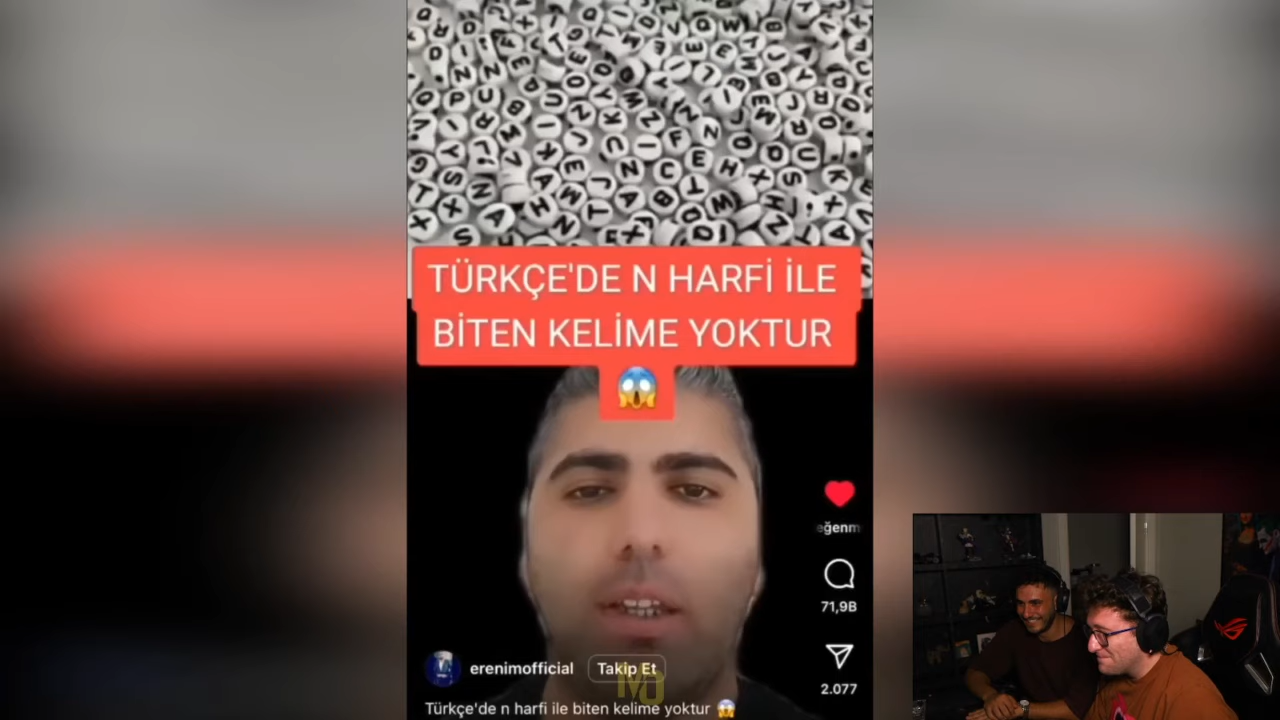 TÜRKÇE'DE N HARFİ İLE
BİTEN KELİME YOKTUR
😱
eğenm
71,9B
2.077
erenimofficial
Takip Et
Türkçe'de n harfi ile biten kelime yoktur 😱